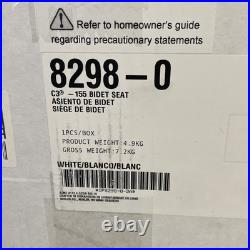 Refer to homeowner's guide
regarding precautionary statements
8298-0
C3® -155 BIDET SEAT
ASIENTO DE BIDET
SIÈGE DE BIDET
1PCS/BOX
PRODUCT WEIGHT:4.9KG
GROSS WEIGHT:7.2KG
WHITE/BLANCO/BLANC